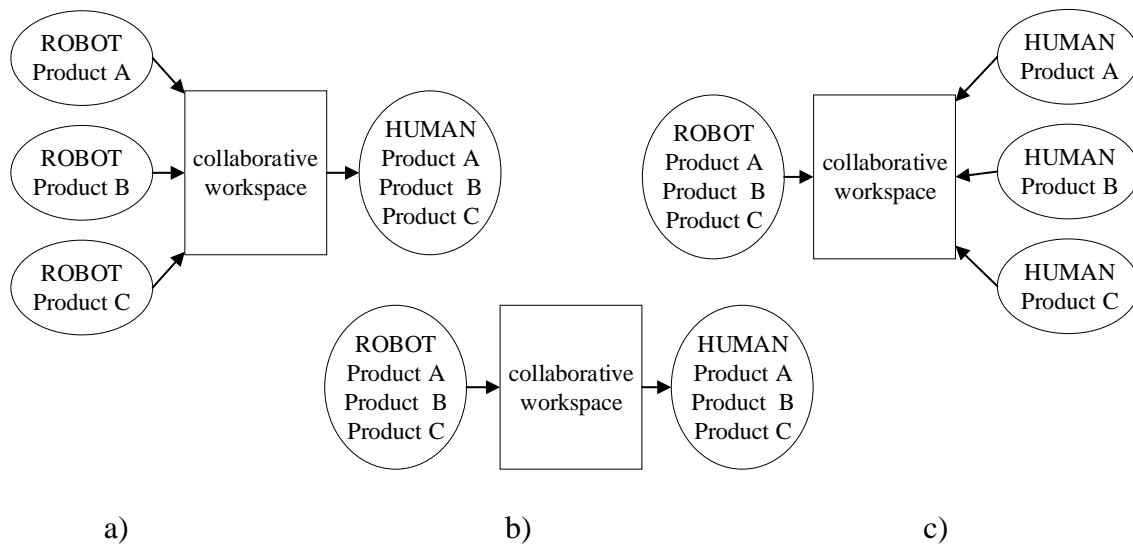 ROBOT
Product A
ROBOT
Product B
ROBOT
Product C
collaborative
workspace
HUMAN
Product A
Product B
Product C
ROBOT
Product A
Product B
Product C
collaborative
workspace
HUMAN
Product A
HUMAN
Product B
HUMAN
Product C
ROBOT
Product A
Product B
Product C
collaborative
workspace
HUMAN
Product A
Product B
Product C
a)
b)
c)